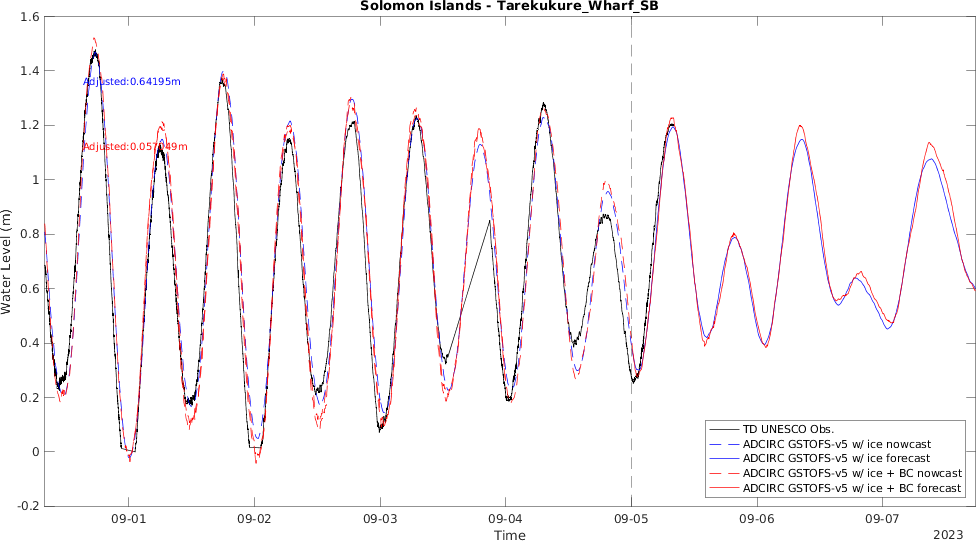 Solomon Islands - Tarekukure_Wharf_SB
1.6
1.4
1.2
1
0.8
0.6
0.4
0.2
0
-0.2
Water Level (m)
Adjusted:0.64195m
TD UNESCO Obs.
ADCIRC GSTOFS-v5 w/ ice nowcast
ADCIRC GSTOFS-v5 w/ ice forecast
ADCIRC GSTOFS-v5 w/ ice + BC nowcast
ADCIRC GSTOFS-v5 w/ ice + BC forecast
09-01
09-02
09-03
09-04
09-05
09-06
09-07
Time
2023